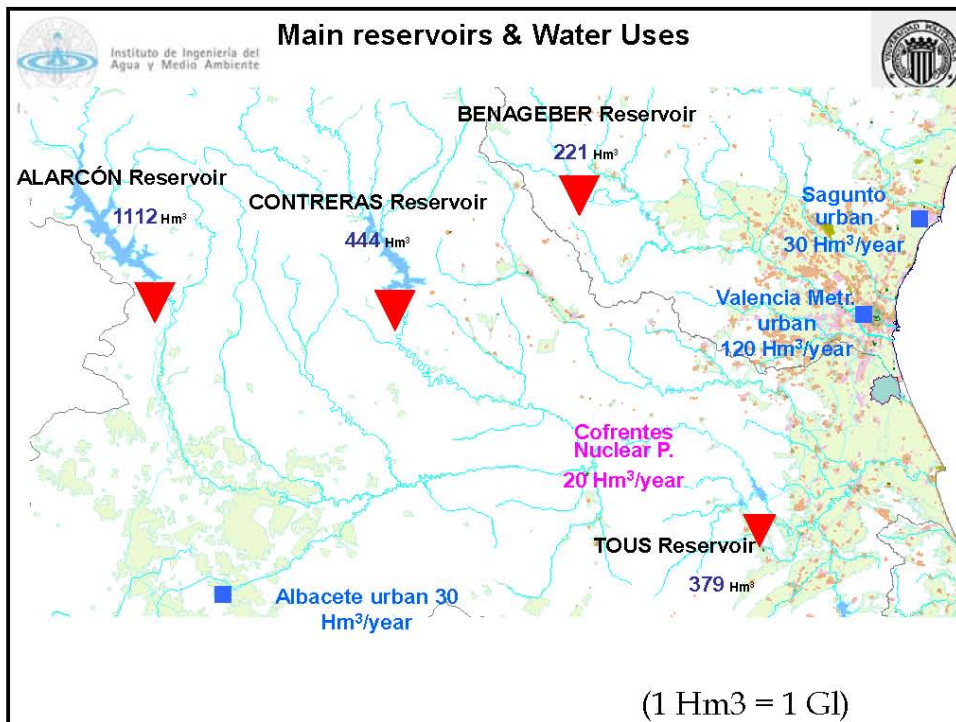 Main reservoirs & Water Uses
Instituto de Ingeniería del
Agua y Medio Ambiente
BENAGEBER Reservoir
221 Hm³
ALARCÓN Reservoir
1112 Hm³
CONTRERAS Reservoir
444 Hm³
Sagunto
urban
30 Hm³/year
Valencia Metr.
urban
120 Hm³/year
Cofrentes
Nuclear P.
20 Hm³/year
TOUS Reservoir
379 Hm³
Albacete urban 30
Hm³/year
(1 Hm3 = 1 Gl)